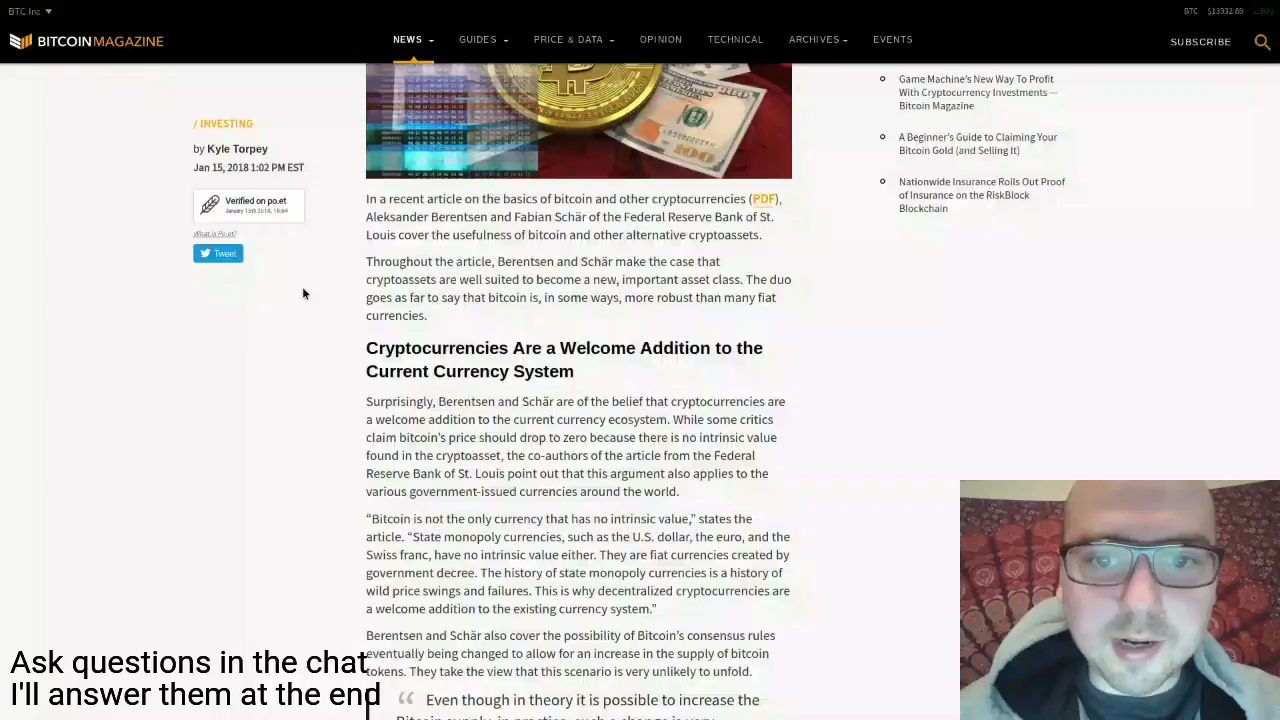 BTC Inc
BTC $13932.69
BITCOIN MAGAZINE
NEWS GUIDES PRICE & DATA OPINION TECHNICAL ARCHIVES EVENTS
SUBSCRIBE
/ INVESTING
by Kyle Torpey
Jan 15, 2018 1:02 PM EST
Verified on po.et
January 15th 2018, 18:04
What is Po.et?
Tweet
100
In a recent article on the basics of bitcoin and other cryptocurrencies (PDF),
Aleksander Berentsen and Fabian Schär of the Federal Reserve Bank of St.
Louis cover the usefulness of bitcoin and other alternative cryptoassets.
Throughout the article, Berentsen and Schär make the case that
cryptoassets are well suited to become a new, important asset class. The duo
goes as far to say that bitcoin is, in some ways, more robust than many fiat
currencies.
Cryptocurrencies Are a Welcome Addition to the
Current Currency System
Surprisingly, Berentsen and Schär are of the belief that cryptocurrencies are
a welcome addition to the current currency ecosystem. While some critics
claim bitcoin's price should drop to zero because there is no intrinsic value
found in the cryptoasset, the co-authors of the article from the Federal
Reserve Bank of St. Louis point out that this argument also applies to the
various government-issued currencies around the world.
“Bitcoin is not the only currency that has no intrinsic value,” states the
article. “State monopoly currencies, such as the U.S. dollar, the euro, and the
Swiss franc, have no intrinsic value either. They are fiat currencies created by
government decree. The history of state monopoly currencies is a history of
wild price swings and failures. This is why decentralized cryptocurrencies are
a welcome addition to the existing currency system.”
Berentsen and Schär also cover the possibility of Bitcoin's consensus rules
eventually being changed to allow for an increase in the supply of bitcoin
tokens. They take the view that this scenario is very unlikely to unfold.
“ Even though in theory it is possible to increase the
Bitcoin supply, in practice, such a change is very
Game Machine's New Way To Profit
With Cryptocurrency Investments —
Bitcoin Magazine
A Beginner's Guide to Claiming Your
Bitcoin Gold (and Selling It)
Nationwide Insurance Rolls Out Proof
of Insurance on the RiskBlock
Blockchain
Ask questions in the chat
I'll answer them at the end